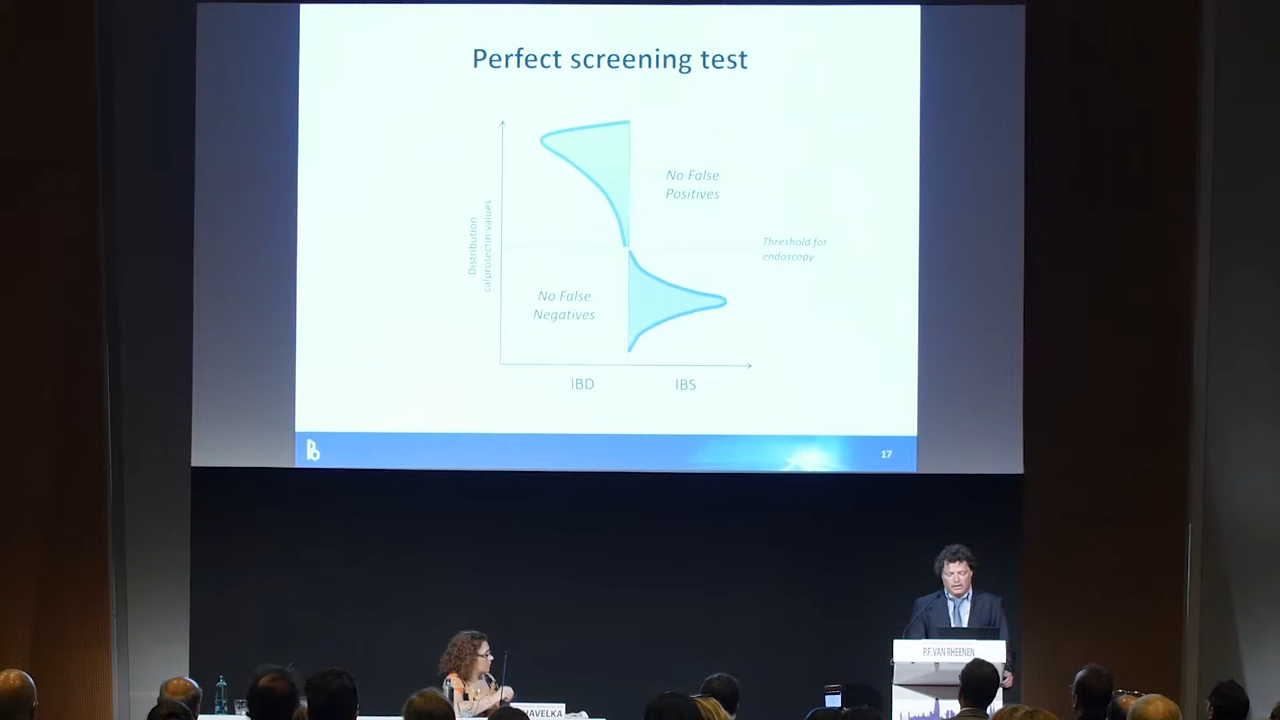 Perfect screening test
No False
Positives
Distribution
calprotectin values
Threshold for
endoscopy
No False
Negatives
IBD
IBS
17
P.F. VAN RHEENEN
HAVELKA